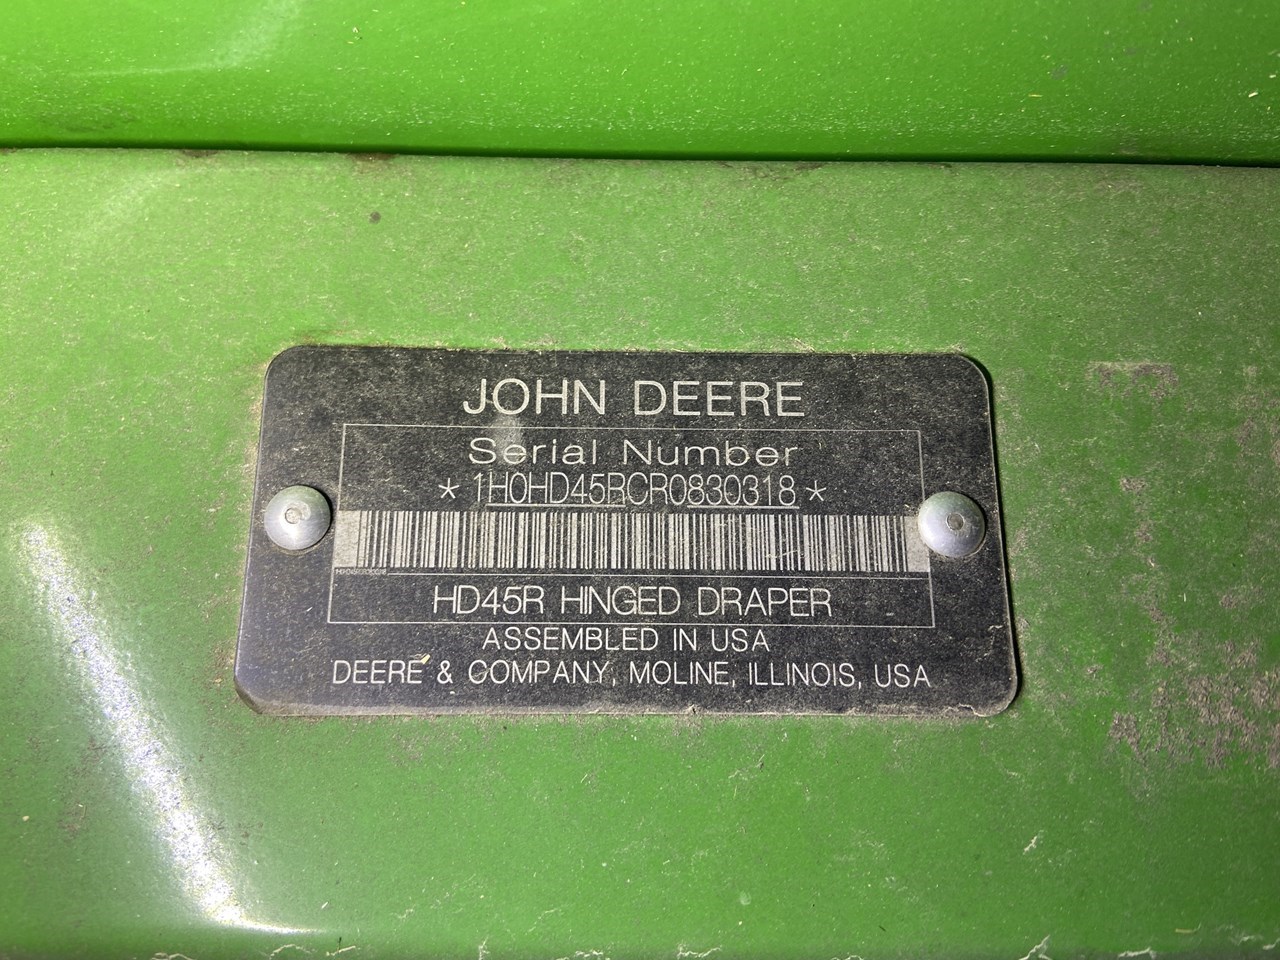 JOHN DEERE
Serial Number
* 1H0HD45RCR0830318 *
HD45R HINGED DRAPER
ASSEMBLED IN USA
DEERE & COMPANY, MOLINE, ILLINOIS, USA